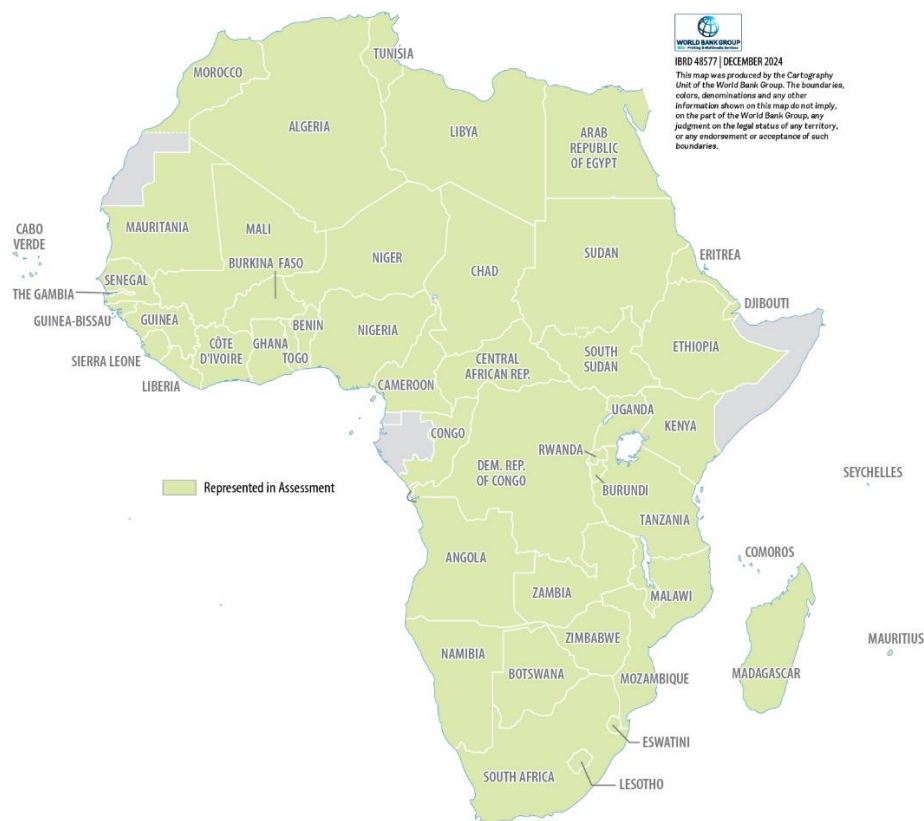 WORLD BANK GROUP
IBRD 48577 | DECEMBER 2024
This map was produced by the Cartography
Unit of the World Bank Group. The boundaries,
colors, denominations and any other
information shown on this map do not imply,
on the part of the World Bank Group, any
judgment on the legal status of any territory,
or any endorsement or acceptance of such
boundaries.
TUNISIA
MOROCCO
ALGERIA
LIBYA
ARAB
REPUBLIC
OF EGYPT
CABO
VERDE
MAURITANIA
MALI
NIGER
CHAD
SUDAN
ERITREA
BURKINA FASO
SENEGAL
THE GAMBIA
GUINEA-BISSAU
GUINEA
BENIN
NIGERIA
DJIBOUTI
CÔTE
D'IVOIRE
GHANA
TOGO
SIERRA LEONE
LIBERIA
CENTRAL
AFRICAN REP.
SOUTH
SUDAN
ETHIOPIA
CAMEROON
UGANDA
KENYA
CONGO
RWANDA
DEM. REP.
OF CONGO
BURUNDI
SEYCHELLES
Represented in Assessment
TANZANIA
ANGOLA
COMOROS
ZAMBIA
MALAWI
ZIMBABWE
MAURITIUS
NAMIBIA
BOTSWANA
MOZAMBIQUE
MADAGASCAR
ESWATINI
SOUTH AFRICA
LESOTHO